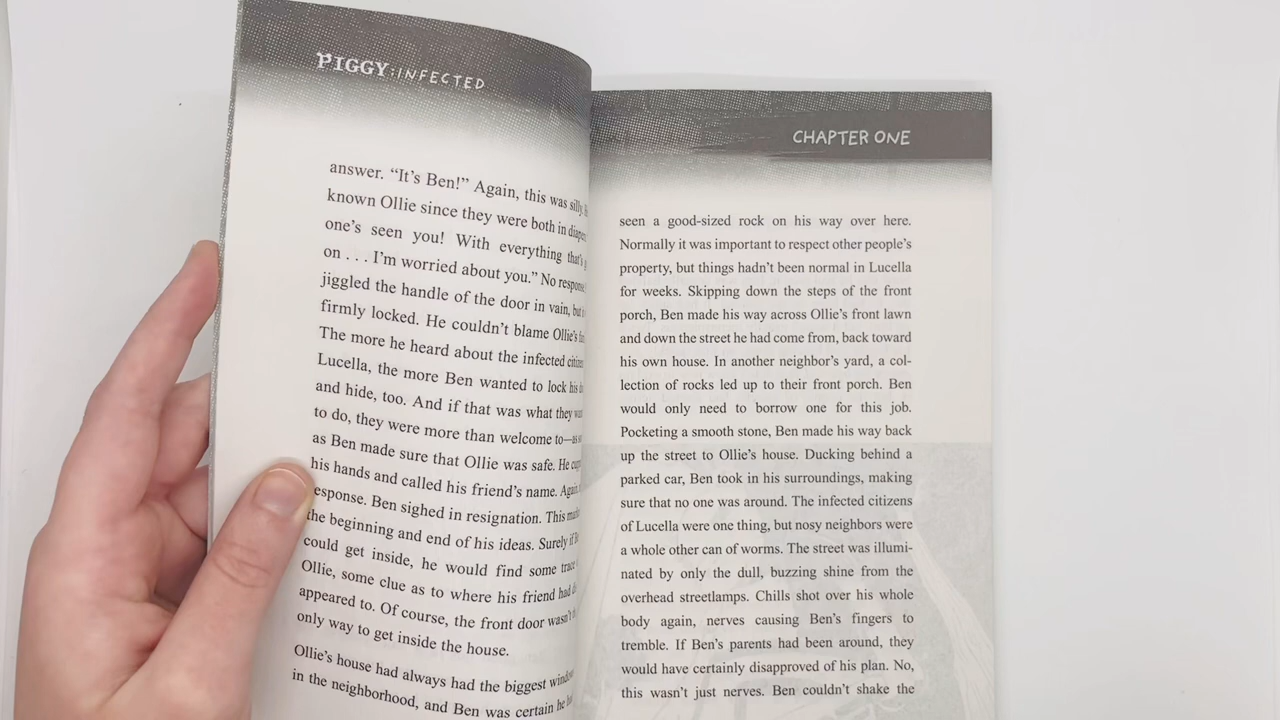 PIGGY: INFECTED
answer. “It’s Ben!” Again, this was silly.
known Ollie since they were both in
one’s seen you! With everything that’s
on . . . I’m worried about you.” No response
jiggled the handle of the door in vain, but
firmly locked. He couldn’t blame Ollie’s
The more he heard about the infected
Lucella, the more Ben wanted to lock his
and hide, too. And if that was what they
to do, they were more than welcome to—as
as Ben made sure that Ollie was safe. He
his hands and called his friend’s name.
esponse. Ben sighed in resignation. This
the beginning and end of his ideas. Surely if
could get inside, he would find some trace
Ollie, some clue as to where his friend had
appeared to. Of course, the front door wasn’t
only way to get inside the house.
Ollie’s house had always had the biggest
in the neighborhood, and Ben was certain he
CHAPTER ONE
seen a good-sized rock on his way over here.
Normally it was important to respect other people’s
property, but things hadn’t been normal in Lucella
for weeks. Skipping down the steps of the front
porch, Ben made his way across Ollie’s front lawn
and down the street he had come from, back toward
his own house. In another neighbor’s yard, a col-
lection of rocks led up to their front porch. Ben
would only need to borrow one for this job.
Pocketing a smooth stone, Ben made his way back
up the street to Ollie’s house. Ducking behind a
parked car, Ben took in his surroundings, making
sure that no one was around. The infected citizens
of Lucella were one thing, but nosy neighbors were
a whole other can of worms. The street was illumi-
nated by only the dull, buzzing shine from the
overhead streetlamps. Chills shot over his whole
body again, nerves causing Ben’s fingers to
tremble. If Ben’s parents had been around, they
would have certainly disapproved of his plan. No,
this wasn’t just nerves. Ben couldn’t shake the